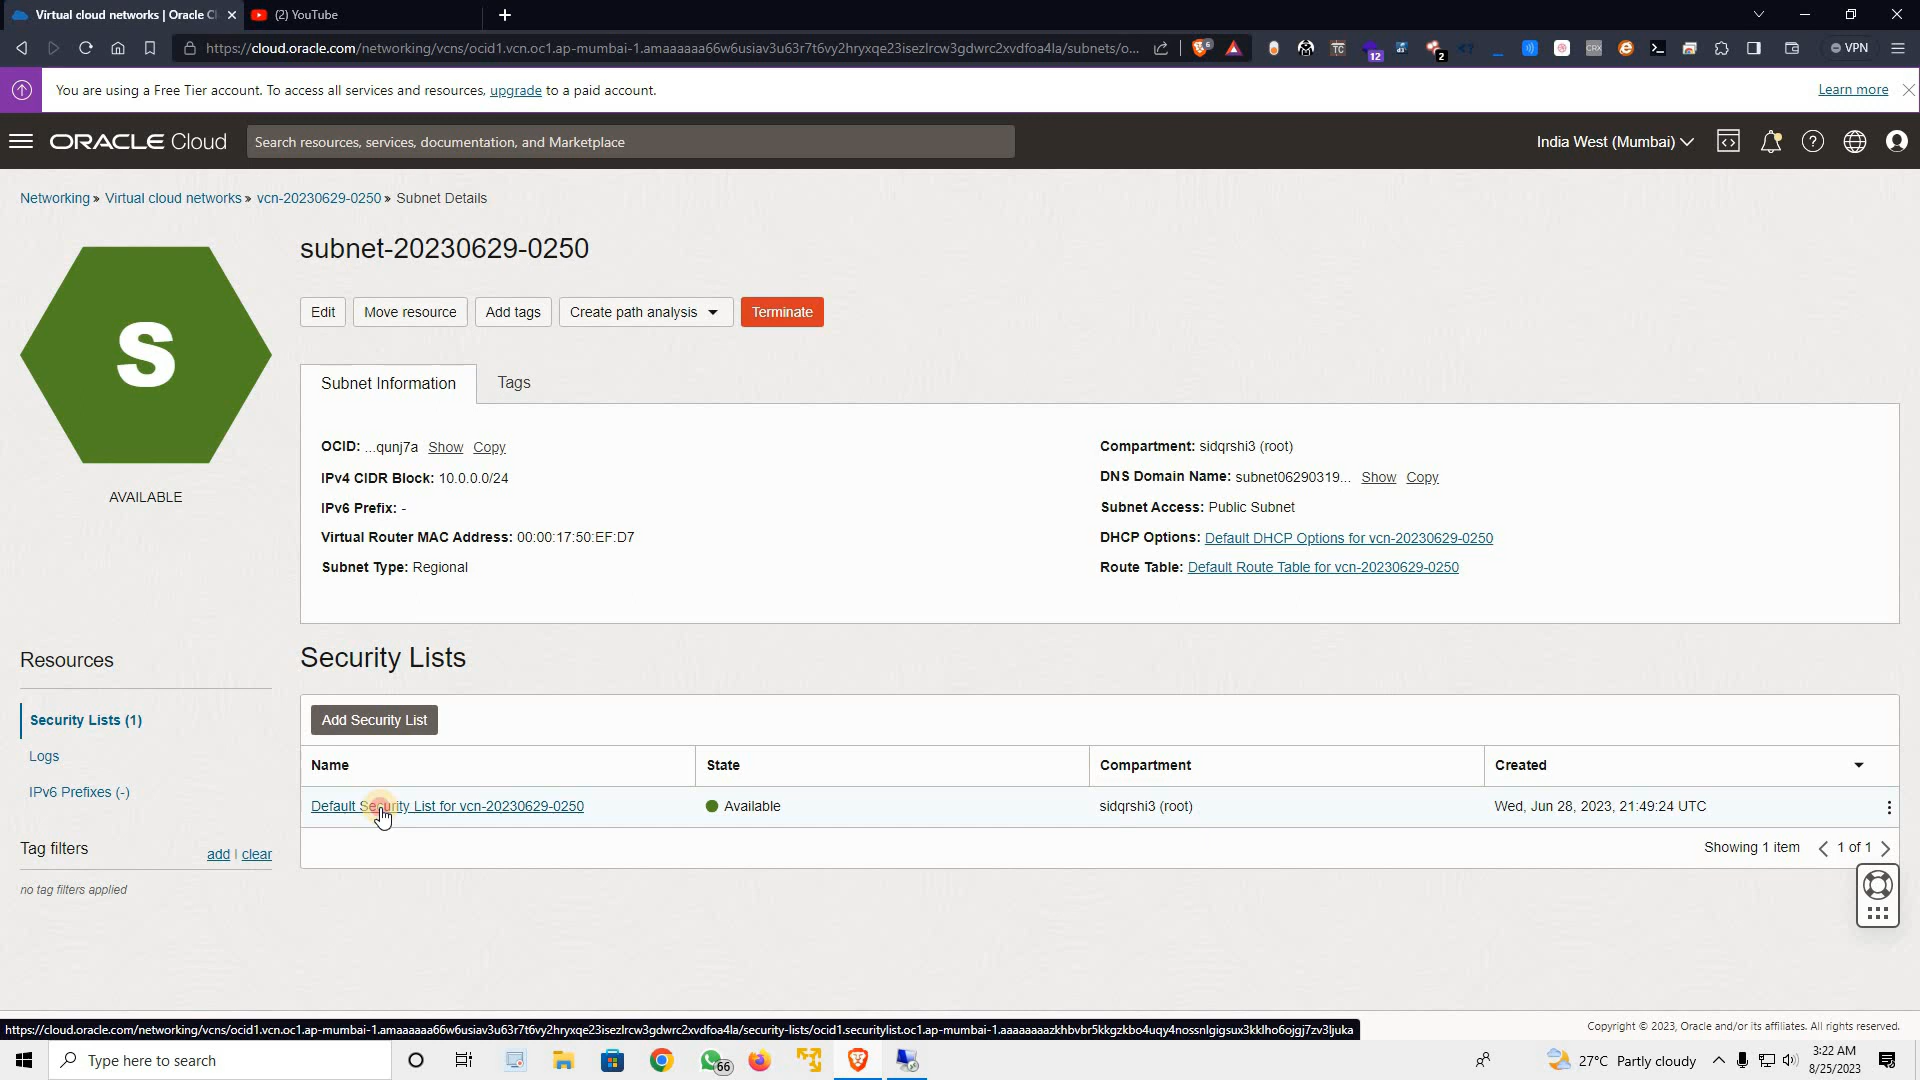 Virtual cloud networks | Oracle Cl
(2) YouTube
https://cloud.oracle.com/networking/vcns/ocid1.vcn.oc1.ap-mumbai-1.amaaaaaa66w6usiav3u63r7t6vy2hryxqe23isezlrcw3gdwrc2xvdfoa4la/subnets/o...
6
TC
12
2
CRX
VPN
You are using a Free Tier account. To access all services and resources, upgrade to a paid account.
Learn more
ORACLE Cloud
Search resources, services, documentation, and Marketplace
India West (Mumbai)
Networking » Virtual cloud networks » vcn-20230629-0250 » Subnet Details
S
AVAILABLE
subnet-20230629-0250
Edit
Move resource
Add tags
Create path analysis
Terminate
Subnet Information
Tags
OCID: ...qunj7a Show Copy
IPv4 CIDR Block: 10.0.0.0/24
IPv6 Prefix: -
Virtual Router MAC Address: 00:00:17:50:EF:D7
Subnet Type: Regional
Compartment: sidqrshi3 (root)
DNS Domain Name: subnet06290319... Show Copy
Subnet Access: Public Subnet
DHCP Options: Default DHCP Options for vcn-20230629-0250
Route Table: Default Route Table for vcn-20230629-0250
Resources
Security Lists (1)
Logs
IPv6 Prefixes (-)
Tag filters
add | clear
no tag filters applied
Security Lists
Add Security List
Name
State
Compartment
Created
Default Security List for vcn-20230629-0250
Available
sidqrshi3 (root)
Wed, Jun 28, 2023, 21:49:24 UTC
Showing 1 item
1 of 1
https://cloud.oracle.com/networking/vcns/ocid1.vcn.oc1.ap-mumbai-1.amaaaaaa66w6usiav3u63r7t6vy2hryxqe23isezlrcw3gdwrc2xvdfoa4la/security-lists/ocid1.securitylist.oc1.ap-mumbai-1.aaaaaaaazkhbvbr5kkgzkbo4uqy4nossnlgigsux3kklho6ojgj7zv3ljuka
Copyright © 2023, Oracle and/or its affiliates. All rights reserved.
Type here to search
66
27°C Partly cloudy
3:22 AM
8/25/2023